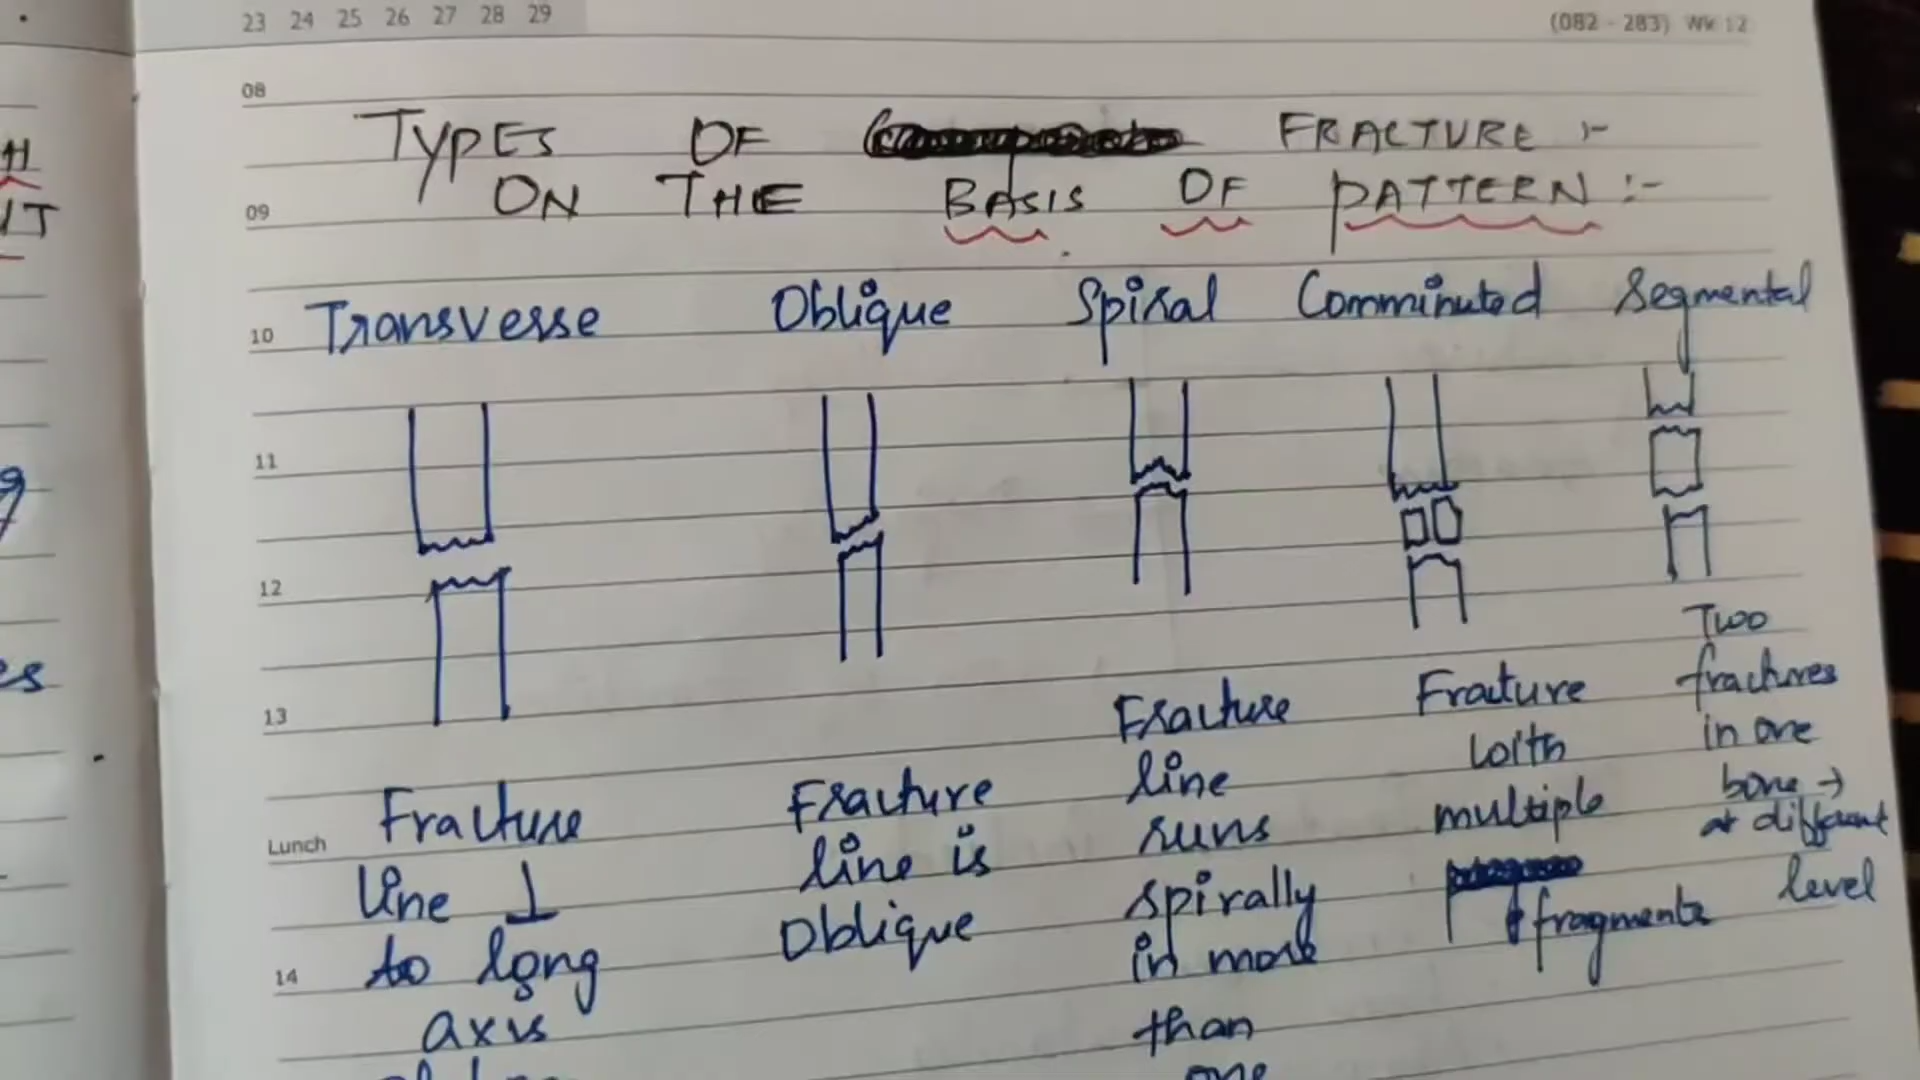 23 24 25 26 27 28 29
(082 - 283) Wk 12
08
TYPES OF FRACTURE :-
09
ON THE BASIS OF PATTERN :-
10
Transverse
Oblique
Spiral
Comminuted
Segmental
11
12
13
Lunch
14
Fracture
line ⊥
to long
axis
Fracture
line is
Oblique
Fracture
line
runs
spirally
in more
than
one
Fracture
with
multiple
fragments
Two
fractures
in one
bone →
at different
level
es